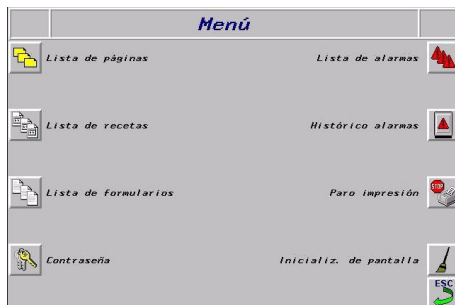 Menú
Lista de páginas
Lista de alarmas
Lista de recetas
Histórico alarmas
Lista de formularios
STOP
Paro impresión
Contraseña
Inicializ. de pantalla
ESC